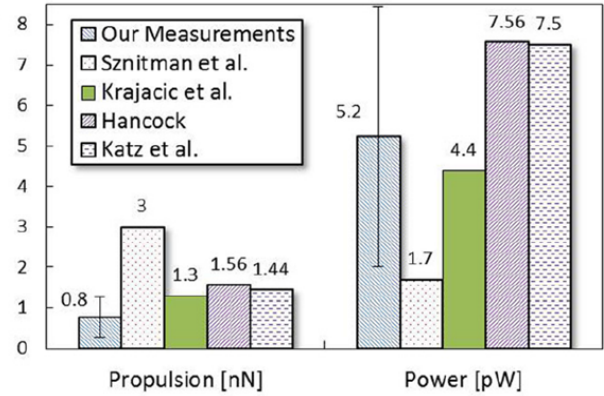 8
7
6
5
4
3
2
1
0
Our Measurements
Sznitman et al.
Krajacic et al.
Hancock
Katz et al.
0.8
3
1.3
1.56
1.44
5.2
1.7
4.4
7.56
7.5
Propulsion [nN]
Power [pW]